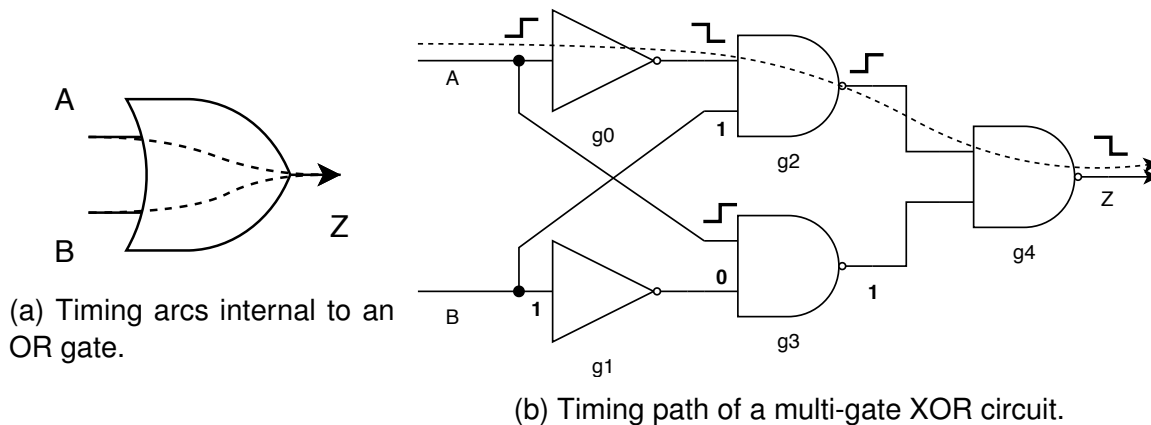 A
B
Z
(a) Timing arcs internal to an
OR gate.
A
g0
1
g2
Z
g4
B
1
g1
0
g3
1
(b) Timing path of a multi-gate XOR circuit.